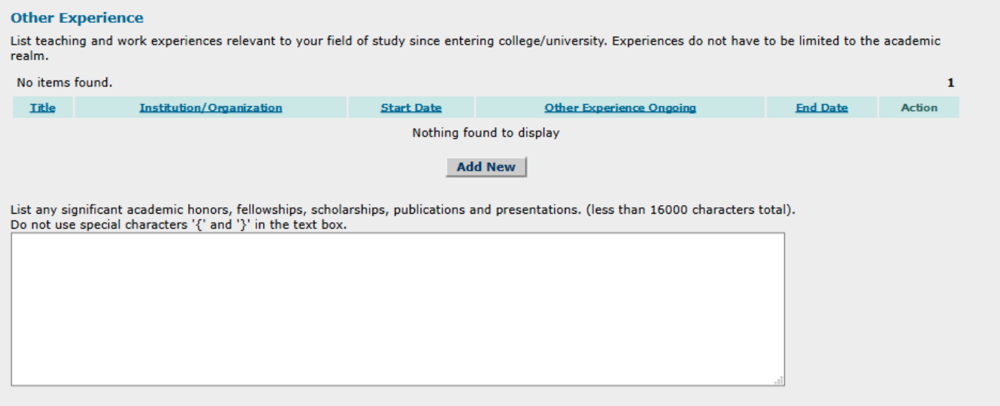 Other Experience
List teaching and work experiences relevant to your field of study since entering college/university. Experiences do not have to be limited to the academic
realm.
No items found. 1
Title Institution/Organization Start Date Other Experience Ongoing End Date Action
Nothing found to display
Add New
List any significant academic honors, fellowships, scholarships, publications and presentations. (less than 16000 characters total).
Do not use special characters '{' and '}' in the text box.